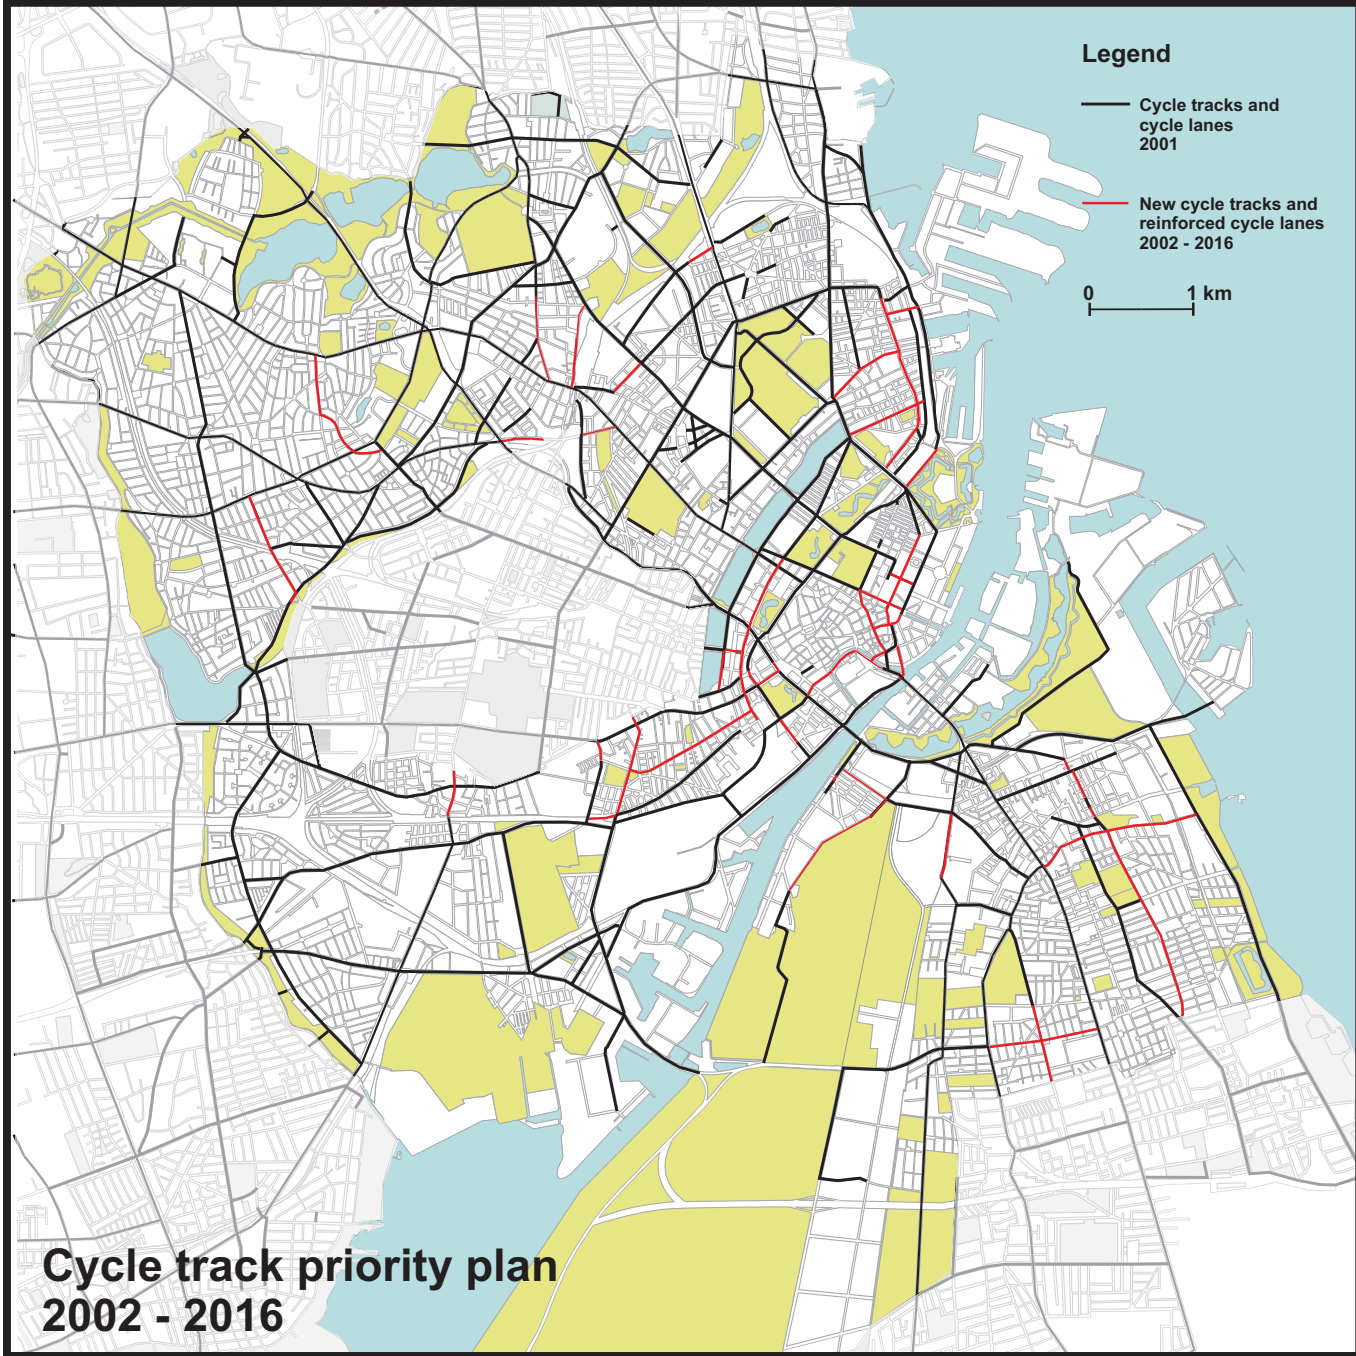 Legend
Cycle tracks and
cycle lanes
2001
New cycle tracks and
reinforced cycle lanes
2002 - 2016
0 1 km
Cycle track priority plan
2002 - 2016